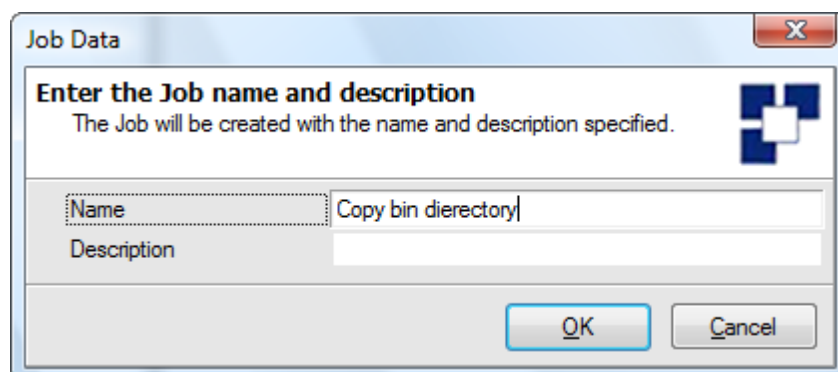 Job Data
Enter the Job name and description
The Job will be created with the name and description specified.
Name
Copy bin dierectory
Description
OK
Cancel